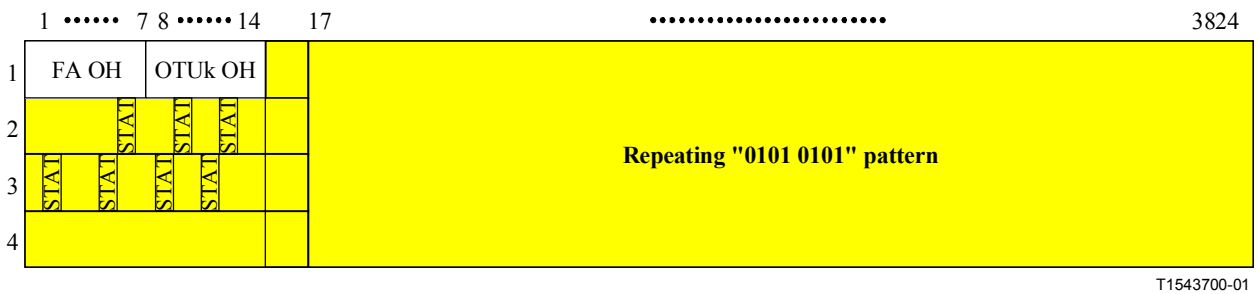 1 •••••• 7 8 •••••• 14 17 ••••••••••••••••••••••••• 3824
1 FA OH OTUk OH
2 STAT STAT STAT
Repeating "0101 0101" pattern
3 STAT STAT STAT STAT
4
T1543700-01